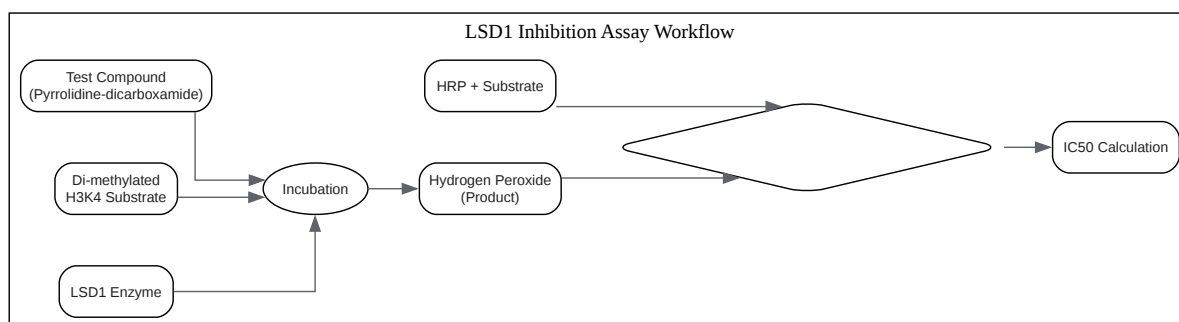 LSD1 Inhibition Assay Workflow
Test Compound
(Pyrrolidine-dicarboxamide)
HRP + Substrate
IC50 Calculation
Di-methylated
H3K4 Substrate
Incubation
Hydrogen Peroxide
(Product)
LSD1 Enzyme